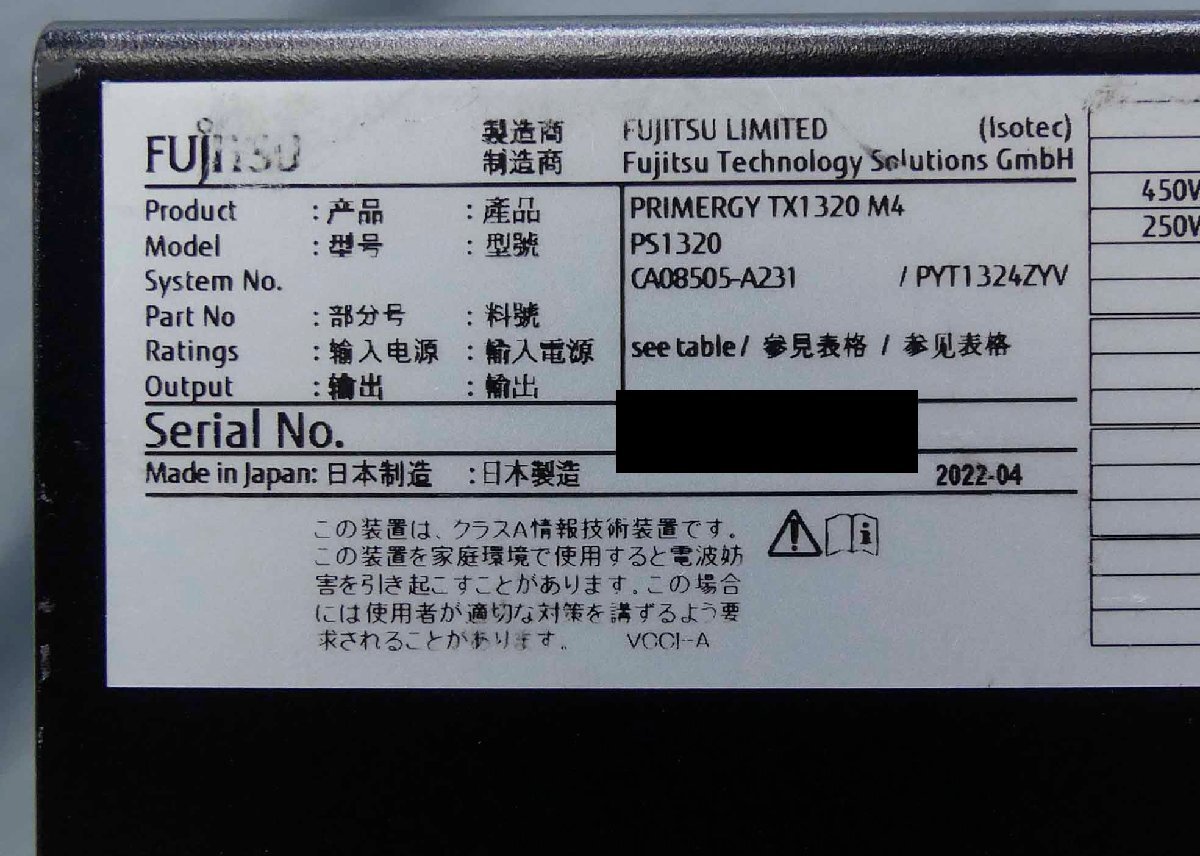 FUJITSU 製造商 FUJITSU LIMITED (Isotec)
制造商 Fujitsu Technology Solutions GmbH
Product : 产品 : 產品 PRIMERGY TX1320 M4
Model : 型号 : 型號 PS1320
System No. CA08505-A231 / PYT1324ZYV
Part No : 部分号 : 料號
Ratings : 输入电源 : 輸入電源 see table / 參見表格 / 参见表格
Output : 输出 : 輸出
Serial No.
Made in Japan: 日本制造 : 日本製造 2022-04
この装置は、クラスA情報技術装置です。
この装置を家庭環境で使用すると電波妨
害を引き起こすことがあります。この場合
には使用者が適切な対策を講ずるよう要
求されることがあります。 VCCI-A
450W
250W